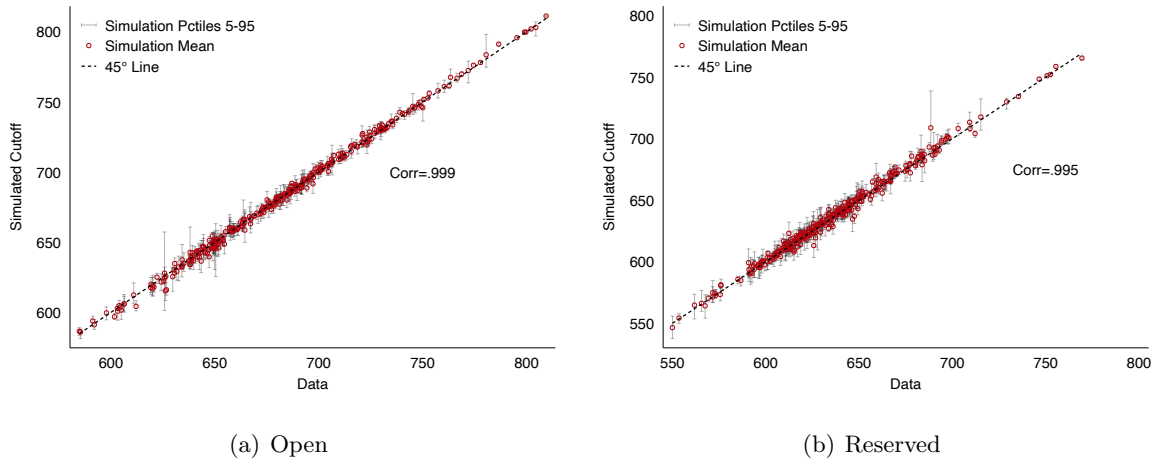 Simulation Pctiles 5-95
Simulation Mean
45° Line
Corr=.999
Simulated Cutoff
800
750
700
650
600
600 650 700 750 800
Data
(a) Open
Simulation Pctiles 5-95
Simulation Mean
45° Line
Corr=.995
Simulated Cutoff
800
750
700
650
600
550
550 600 650 700 750 800
Data
(b) Reserved